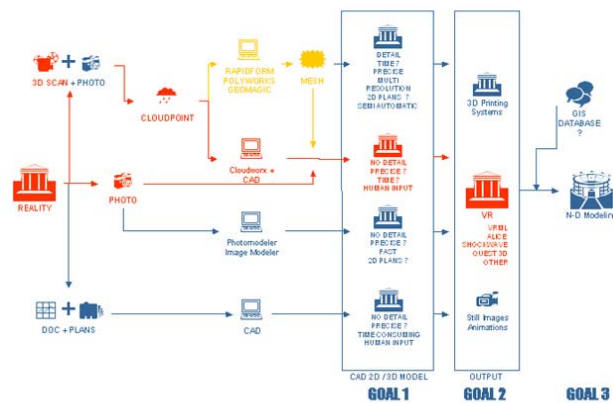 3D SCAN + PHOTO
CLOUDPOINT
RAPIDFORM
POLYWORKS
GEOMAGIC
MESH
DETAIL
TIME ?
PRECISE
MULTI
RESOLUTION
2D PLANS ?
SEMI AUTOMATIC
3D Printing
Systems
GIS
DATABASE
?
Cloudworx +
CAD
NO DETAIL
PRECISE ?
TIME ?
HUMAN INPUT
REALITY
PHOTO
VR
VRML
ALICE
SHOCKWAVE
QUEST 3D
OTHER
N-D Modelin
Photomodeler
Image Modeler
NO DETAIL
PRECISE ?
FAST
2D PLANS ?
DOC + PLANS
CAD
NO DETAIL
PRECISE ?
TIME CONSUMING
HUMAN INPUT
Still Images
Animations
CAD 2D /3D MODEL
OUTPUT
GOAL 1
GOAL 2
GOAL 3